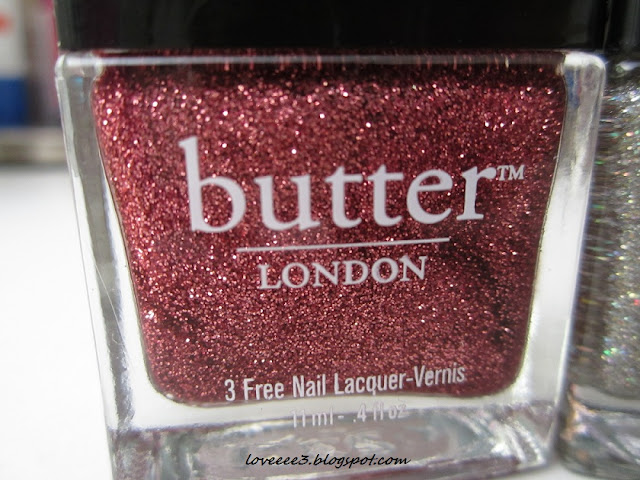 butter™
LONDON
3 Free Nail Lacquer-Vernis
11ml - .4 fl oz
loveeee3.blogspot.com